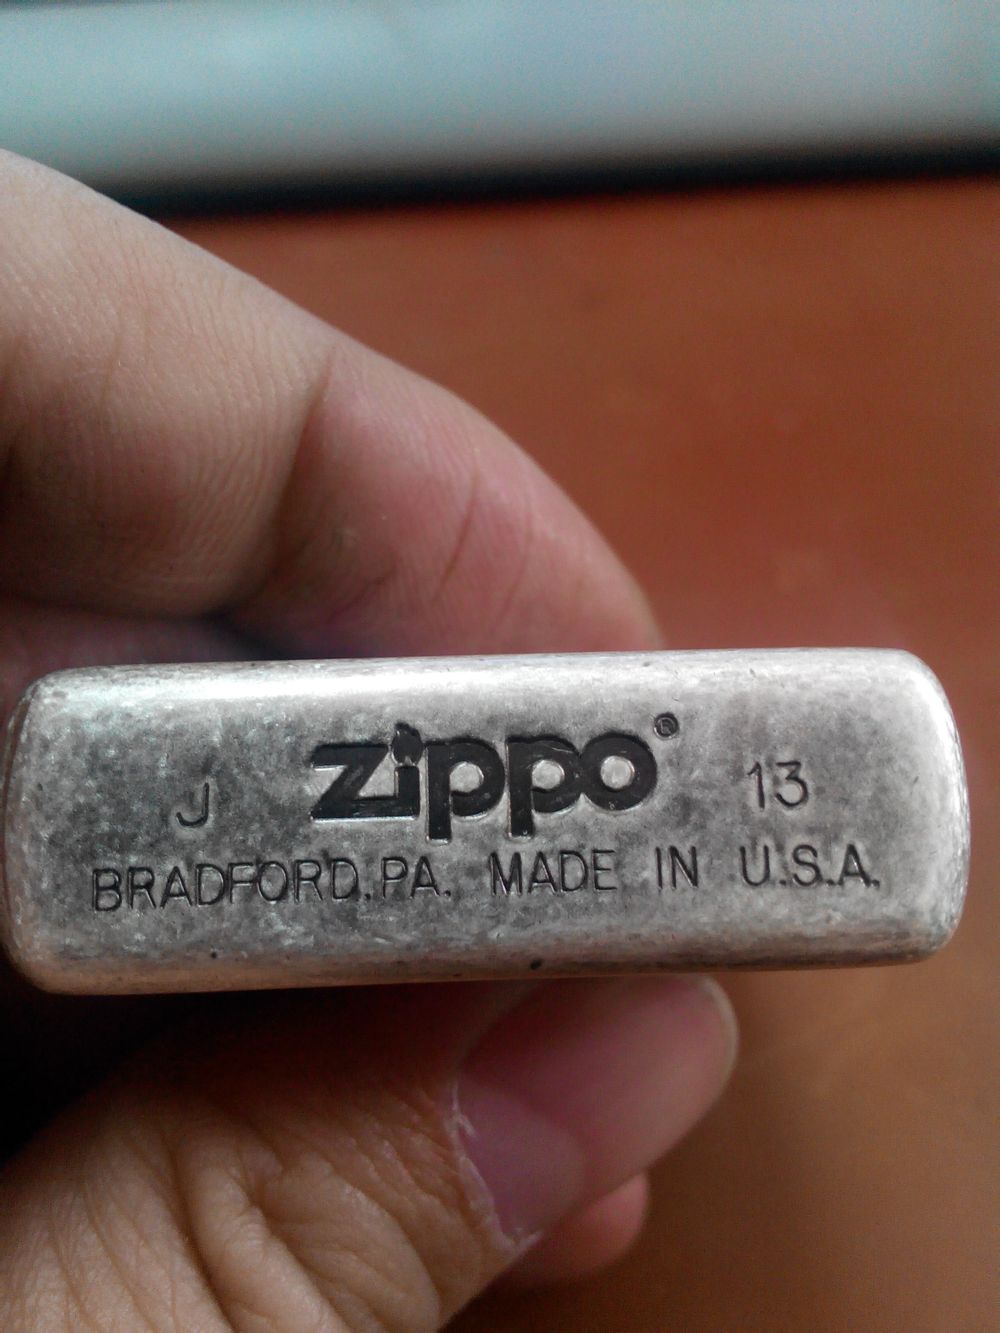 J zippo® 13
BRADFORD.PA. MADE IN U.S.A.